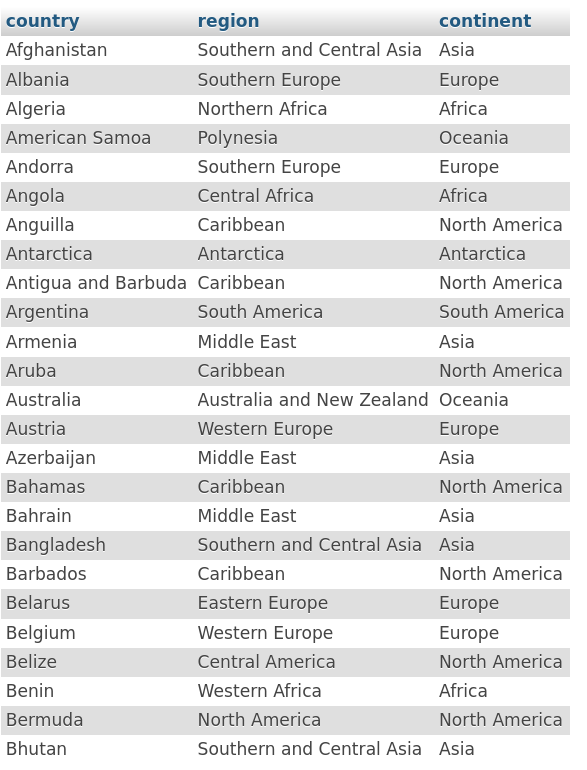 country region continent
Afghanistan Southern and Central Asia Asia
Albania Southern Europe Europe
Algeria Northern Africa Africa
American Samoa Polynesia Oceania
Andorra Southern Europe Europe
Angola Central Africa Africa
Anguilla Caribbean North America
Antarctica Antarctica Antarctica
Antigua and Barbuda Caribbean North America
Argentina South America South America
Armenia Middle East Asia
Aruba Caribbean North America
Australia Australia and New Zealand Oceania
Austria Western Europe Europe
Azerbaijan Middle East Asia
Bahamas Caribbean North America
Bahrain Middle East Asia
Bangladesh Southern and Central Asia Asia
Barbados Caribbean North America
Belarus Eastern Europe Europe
Belgium Western Europe Europe
Belize Central America North America
Benin Western Africa Africa
Bermuda North America North America
Bhutan Southern and Central Asia Asia